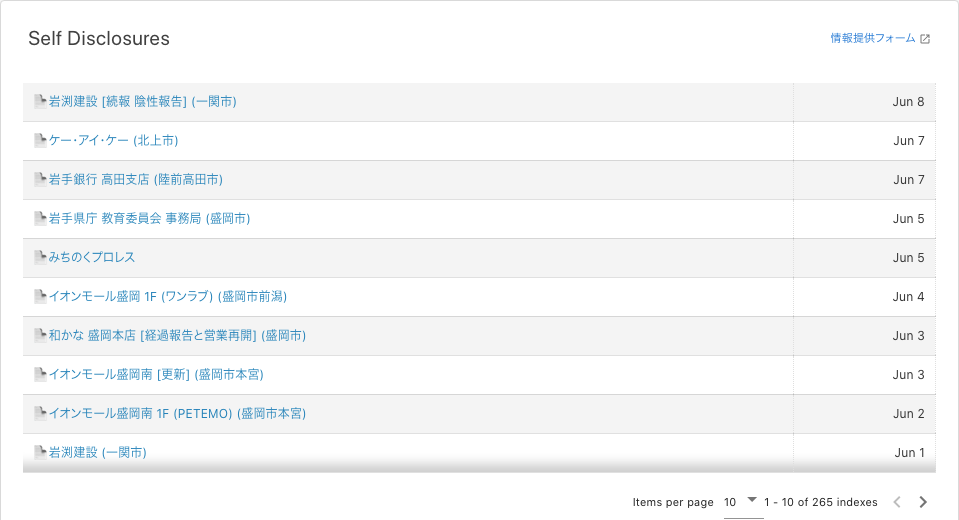 Self Disclosures
情報提供フォーム
岩渕建設 [続報 陰性報告] (一関市) Jun 8
ケー・アイ・ケー (北上市) Jun 7
岩手銀行 高田支店 (陸前高田市) Jun 7
岩手県庁 教育委員会 事務局 (盛岡市) Jun 5
みちのくプロレス Jun 5
イオンモール盛岡 1F (ワンラブ) (盛岡市前潟) Jun 4
和かな 盛岡本店 [経過報告と営業再開] (盛岡市) Jun 3
イオンモール盛岡南 [更新] (盛岡市本宮) Jun 3
イオンモール盛岡南 1F (PETEMO) (盛岡市本宮) Jun 2
岩渕建設 (一関市) Jun 1
Items per page 10 1 - 10 of 265 indexes